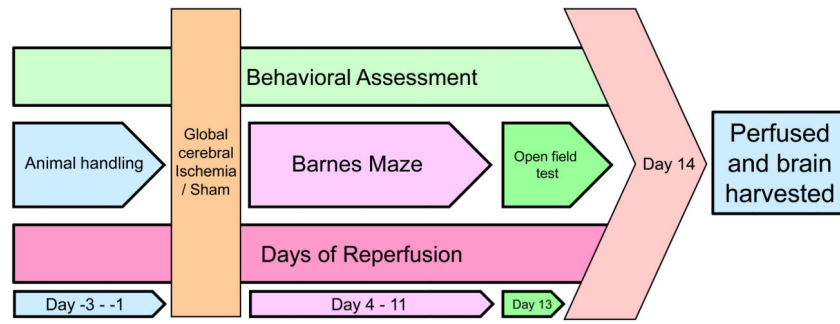 Behavioral Assessment
Animal handling
Global
cerebral
Ischemia
/ Sham
Barnes Maze
Open field
test
Day 14
Perfused
and brain
harvested
Days of Reperfusion
Day -3 - -1
Day 4 - 11
Day 13